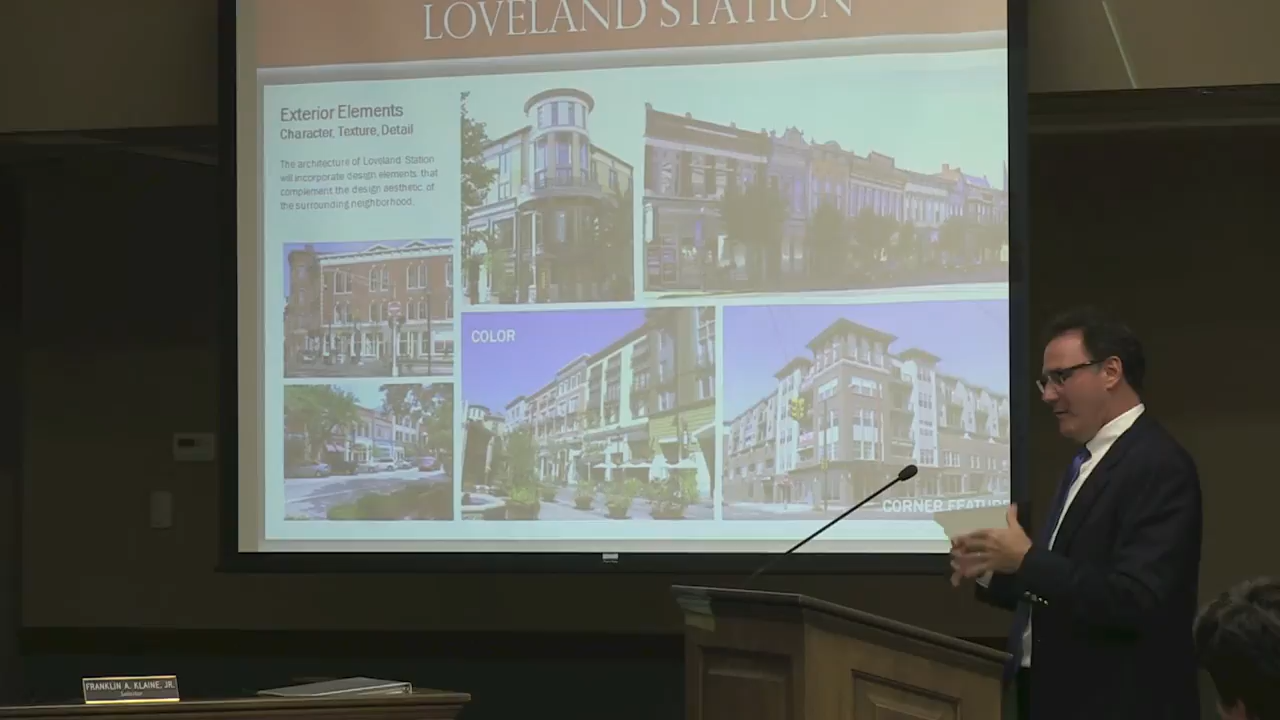 LOVELAND STATION
Exterior Elements
Character, Texture, Detail
The architecture of Loveland Station
will incorporate design elements that
complement the design aesthetic of
the surrounding neighborhood.
COLOR
CORNER FEATURE
FRANKLIN A. KLAINE, JR.
Solicitor